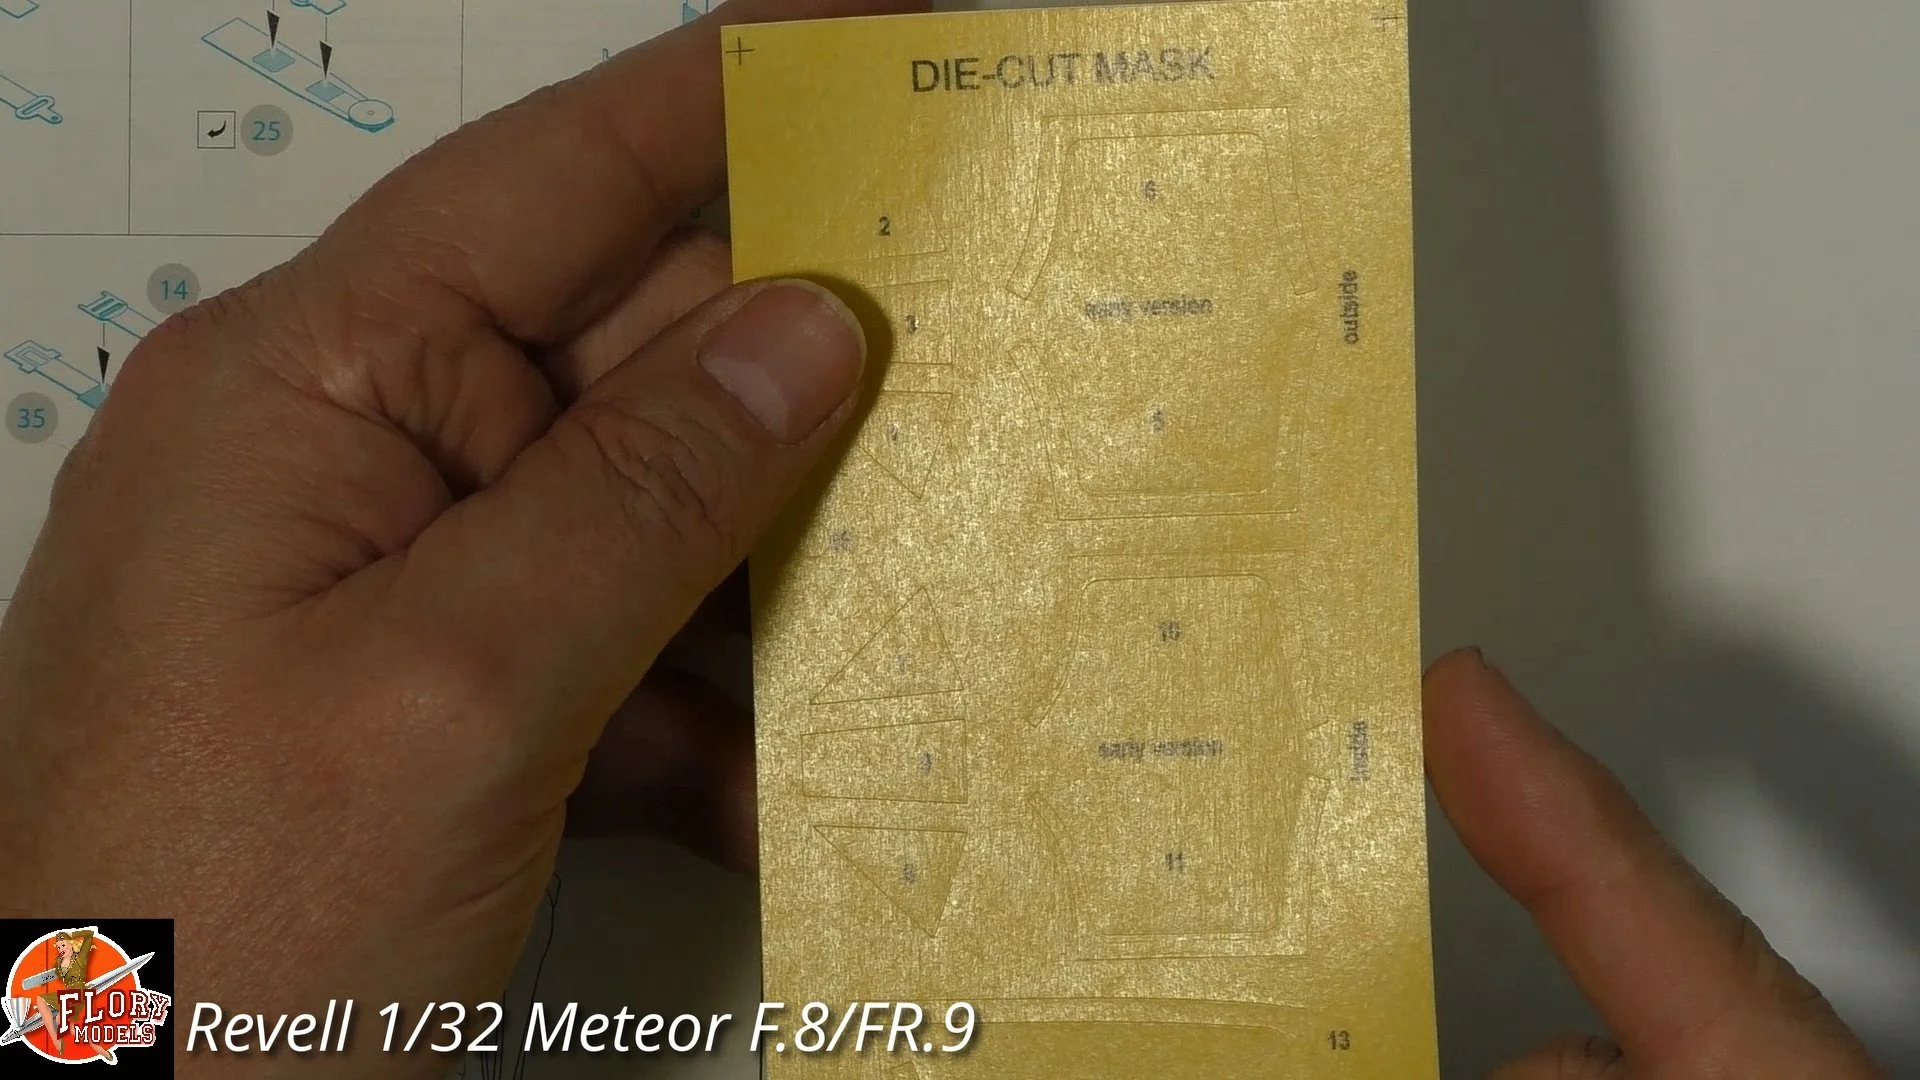 25
14
35
DIE-CUT MASK
2
6
3
early version
outside
5
10
early version
inside
11
13
FLORY
MODELS
Revell 1/32 Meteor F.8/FR.9